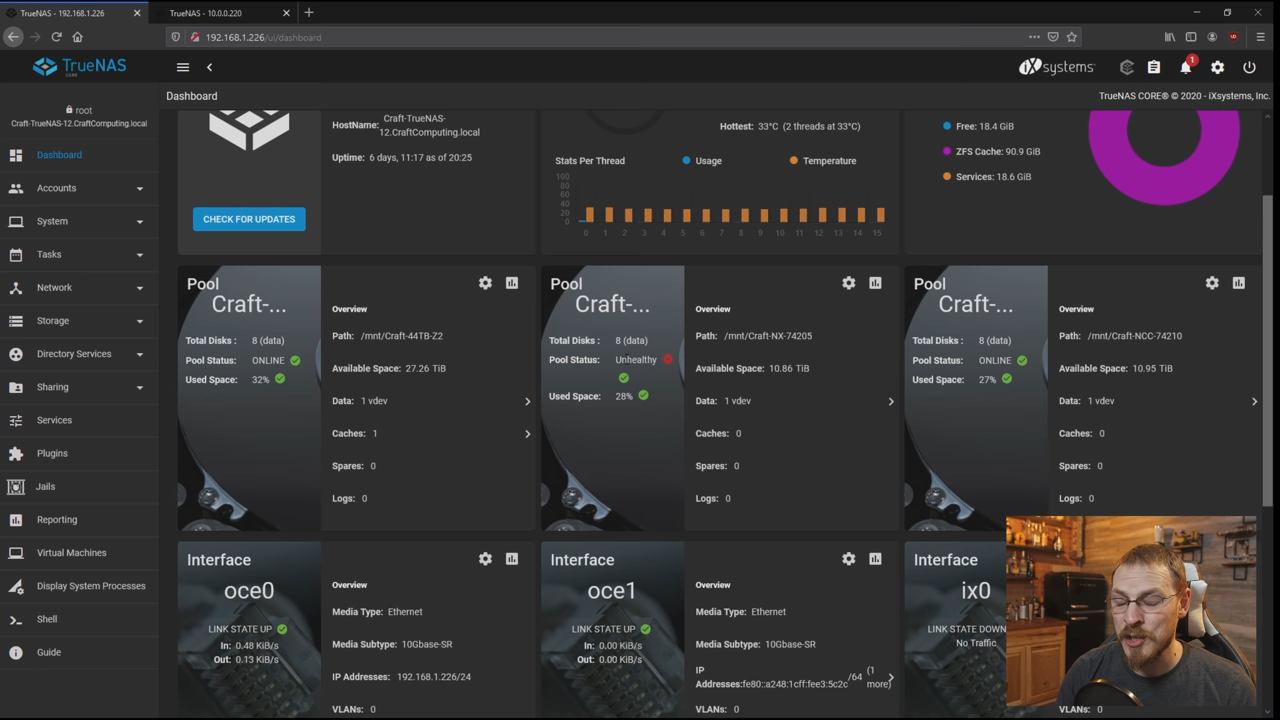 TrueNAS - 192.168.1.226
TrueNAS - 10.0.0.220
192.168.1.226/ui/dashboard
TrueNAS
CORE
iXsystems
1
root
Craft-TrueNAS-12.CraftComputing.local
Dashboard
Accounts
System
Tasks
Network
Storage
Directory Services
Sharing
Services
Plugins
Jails
Reporting
Virtual Machines
Display System Processes
Shell
Guide
Dashboard
TrueNAS CORE® © 2020 - iXsystems, Inc.
HostName: Craft-TrueNAS-
12.CraftComputing.local
Uptime: 6 days, 11:17 as of 20:25
CHECK FOR UPDATES
Hottest: 33°C (2 threads at 33°C)
Stats Per Thread
Usage
Temperature
100
80
60
40
20
0
0 1 2 3 4 5 6 7 8 9 10 11 12 13 14 15
Free: 18.4 GiB
ZFS Cache: 90.9 GiB
Services: 18.6 GiB
Pool
Craft-...
Total Disks : 8 (data)
Pool Status: ONLINE
Used Space: 32%
Overview
Path: /mnt/Craft-44TB-Z2
Available Space: 27.26 TiB
Data: 1 vdev
Caches: 1
Spares: 0
Logs: 0
Pool
Craft-...
Total Disks : 8 (data)
Pool Status: Unhealthy
Used Space: 28%
Overview
Path: /mnt/Craft-NX-74205
Available Space: 10.86 TiB
Data: 1 vdev
Caches: 0
Spares: 0
Logs: 0
Pool
Craft-...
Total Disks : 8 (data)
Pool Status: ONLINE
Used Space: 27%
Overview
Path: /mnt/Craft-NCC-74210
Available Space: 10.95 TiB
Data: 1 vdev
Caches: 0
Spares: 0
Logs: 0
Interface
oce0
LINK STATE UP
In: 0.48 KiB/s
Out: 0.13 KiB/s
Overview
Media Type: Ethernet
Media Subtype: 10Gbase-SR
IP Addresses: 192.168.1.226/24
VLANs: 0
Interface
oce1
LINK STATE UP
In: 0.00 KiB/s
Out: 0.00 KiB/s
Overview
Media Type: Ethernet
Media Subtype: 10Gbase-SR
IP
Addresses:fe80::a248:1cff:fee3:5c2c/64 (1
more)
VLANs: 0
Interface
ix0
LINK STATE DOWN
No Traffic
VLANs: 0